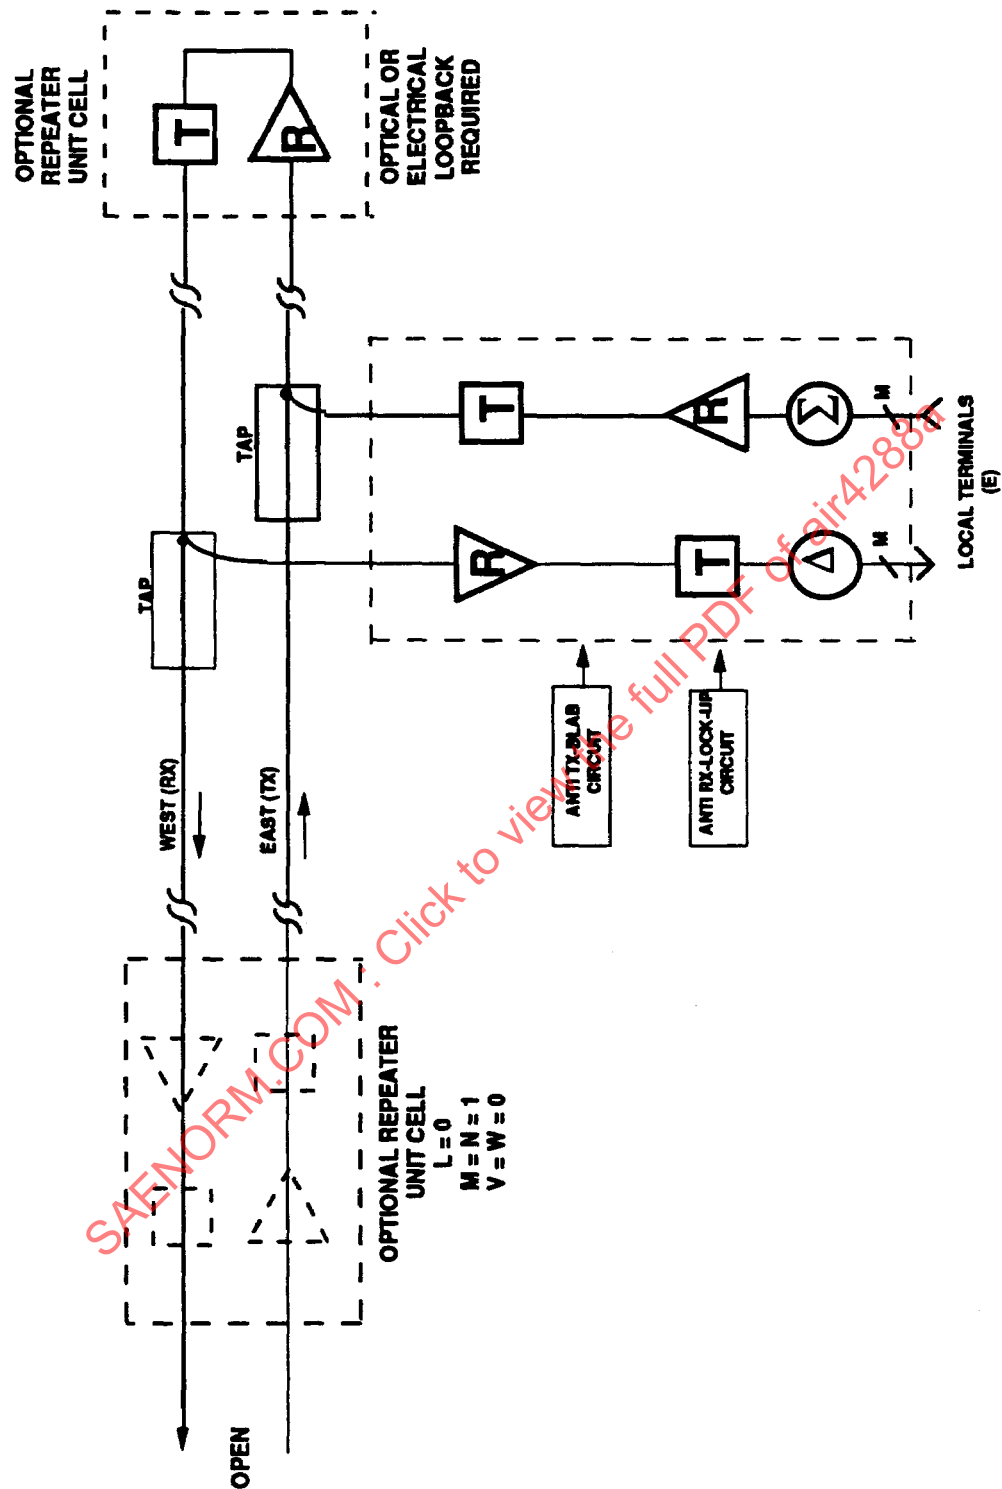 OPTIONAL
REPEATER
UNIT CELL
T
R
OPTICAL OR
ELECTRICAL
LOOPBACK
REQUIRED
TAP
TAP
T
R
Σ
M
R
T
Δ
M
LOCAL TERMINALS
(E)
WEST (RX)
EAST (TX)
ANTI TX-BLAB
CIRCUIT
ANTI RX-LOCK-UP
CIRCUIT
OPTIONAL REPEATER
UNIT CELL
L = 0
M = N = 1
V = W = 0
OPEN
SAENORM.COM : Click to view the full PDF of air4288a